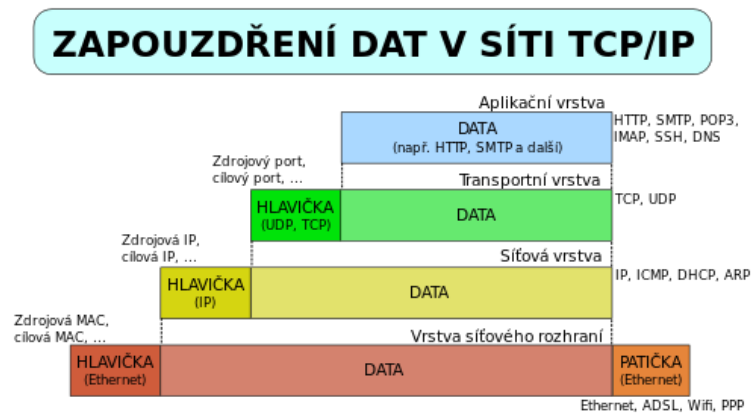 ZAPOUZDŘENÍ DAT V SÍTI TCP/IP
Aplikační vrstva
DATA
(např. HTTP, SMTP a další)
HTTP, SMTP, POP3,
IMAP, SSH, DNS
Zdrojový port,
cílový port, ...
Transportní vrstva
HLAVIČKA
(UDP, TCP)
DATA
TCP, UDP
Zdrojová IP,
cílová IP, ...
Síťová vrstva
HLAVIČKA
(IP)
DATA
IP, ICMP, DHCP, ARP
Zdrojová MAC,
cílová MAC, ...
Vrstva síťového rozhraní
HLAVIČKA
(Ethernet)
DATA
PATIČKA
(Ethernet)
Ethernet, ADSL, Wifi, PPP